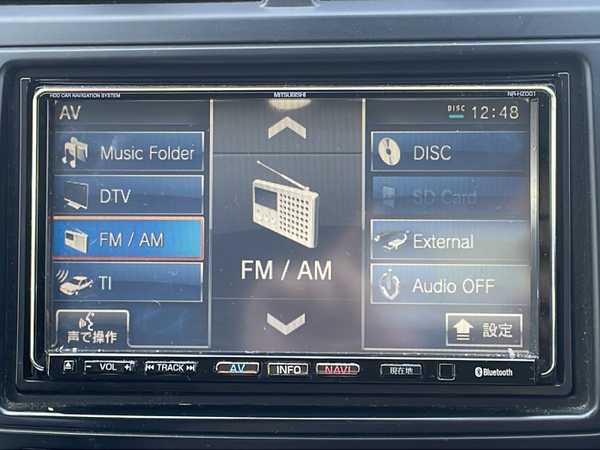 HDD CAR NAVIGATION SYSTEM
MITSUBISHI
NR-HZ001
AV
DISC 12:48
Music Folder
DTV
FM / AM
TI
声で操作
FM / AM
DISC
SD Card
External
Audio OFF
設定
- VOL +
TRACK
AV
INFO
NAVI
現在地
Bluetooth